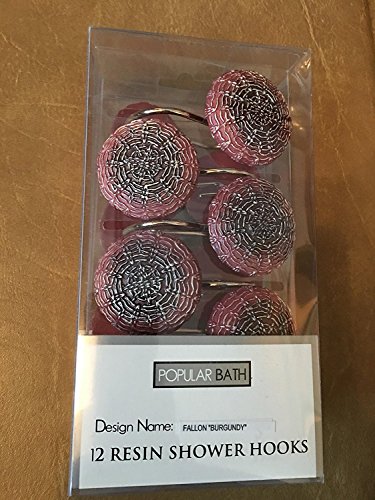 POPULAR BATH
Design Name: FALLON "BURGUNDY"
12 RESIN SHOWER HOOKS